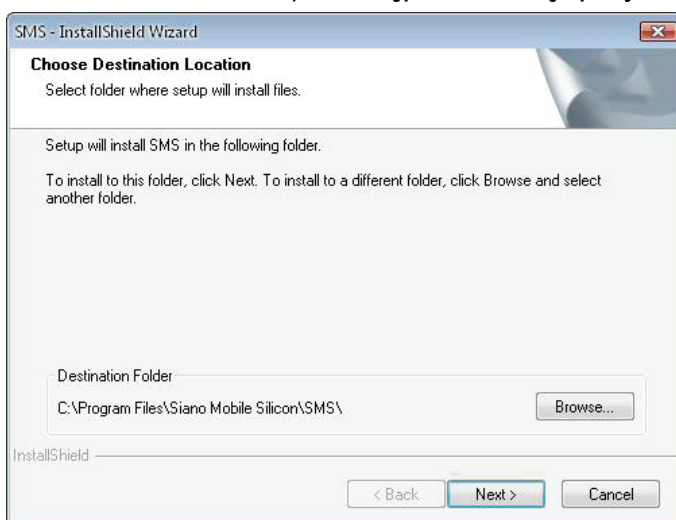 SMS - InstallShield Wizard
Choose Destination Location
Select folder where setup will install files.
Setup will install SMS in the following folder.
To install to this folder, click Next. To install to a different folder, click Browse and select
another folder.
Destination Folder
C:\Program Files\Siano Mobile Silicon\SMS\
Browse...
InstallShield
< Back
Next >
Cancel